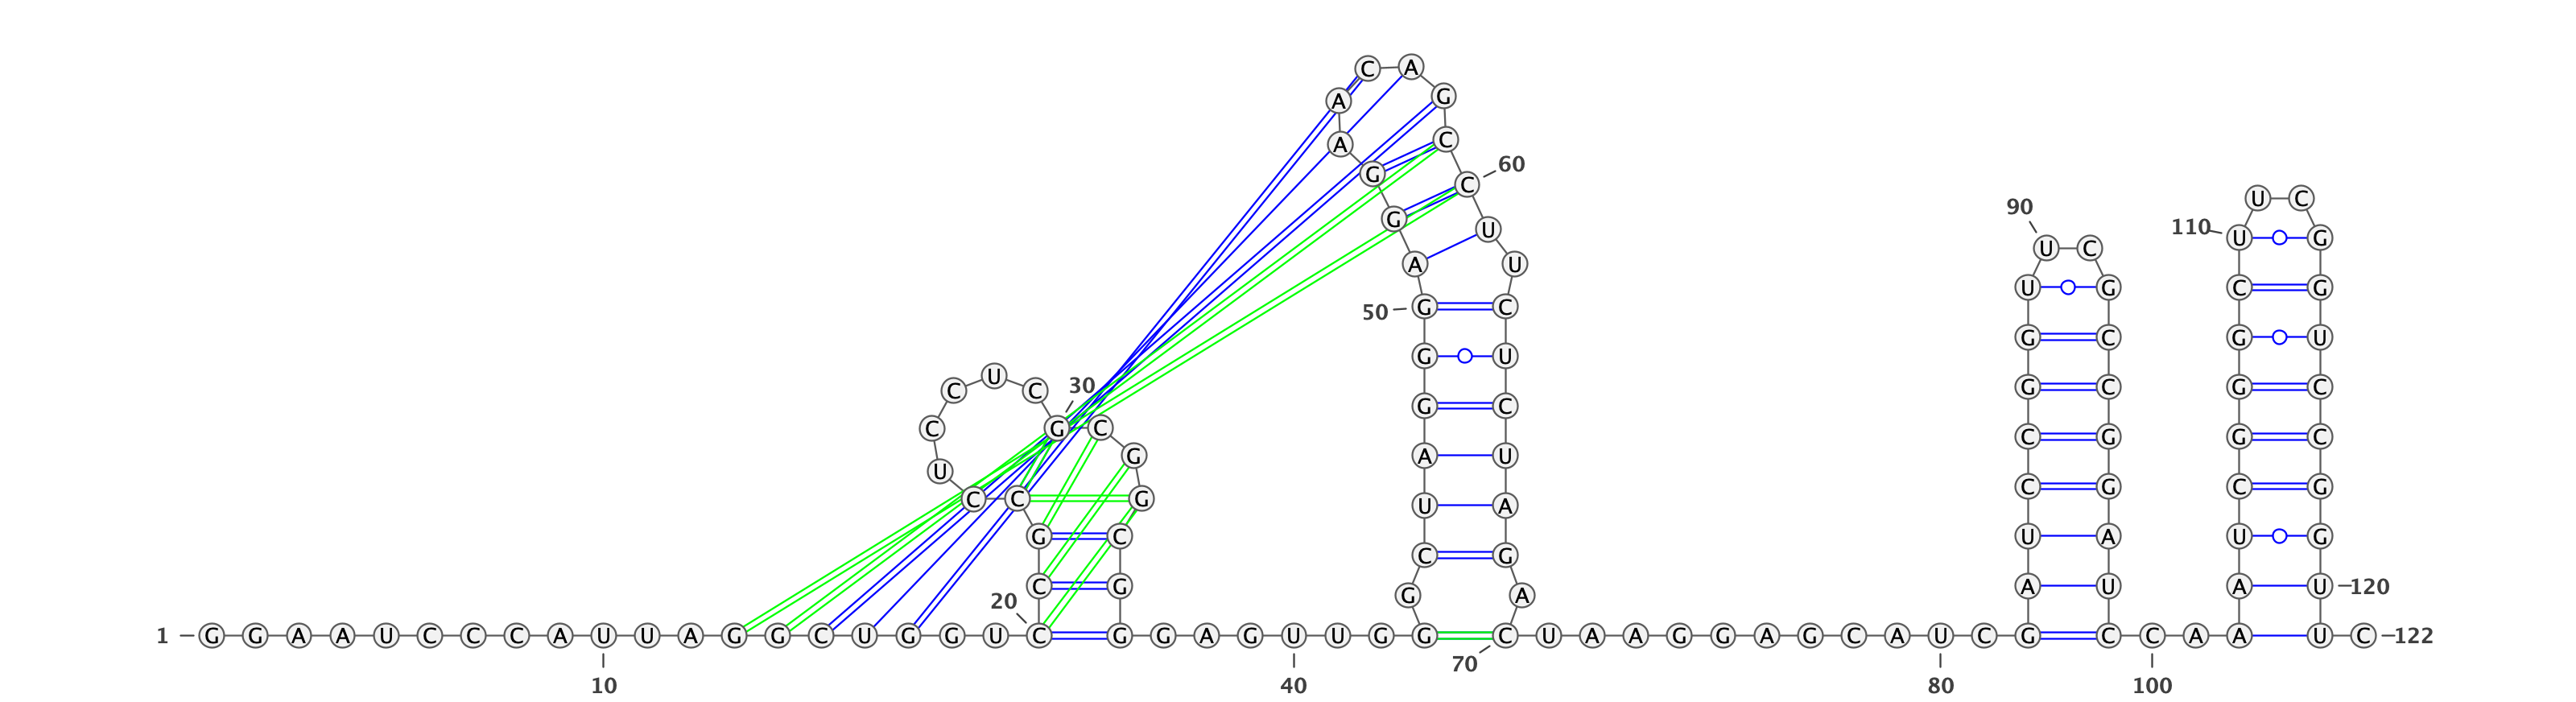 C A
A G
A C
60
G
C
U C
90
G
110 U
U G
U C
A U
U G C G
50 G C
G C G U
G U
U
30 G C G C
C C
G C
C G C
C G G C
G A U
U
C G C G
C C G
U A
G C U A U G
C G
C G A U A U 120
G A
20
1 G G A A U C C C A U U A G G C U G G U C G G A G U U G G C U A A G G A G C A U C G C C A A U C 122
70
10 40 80 100